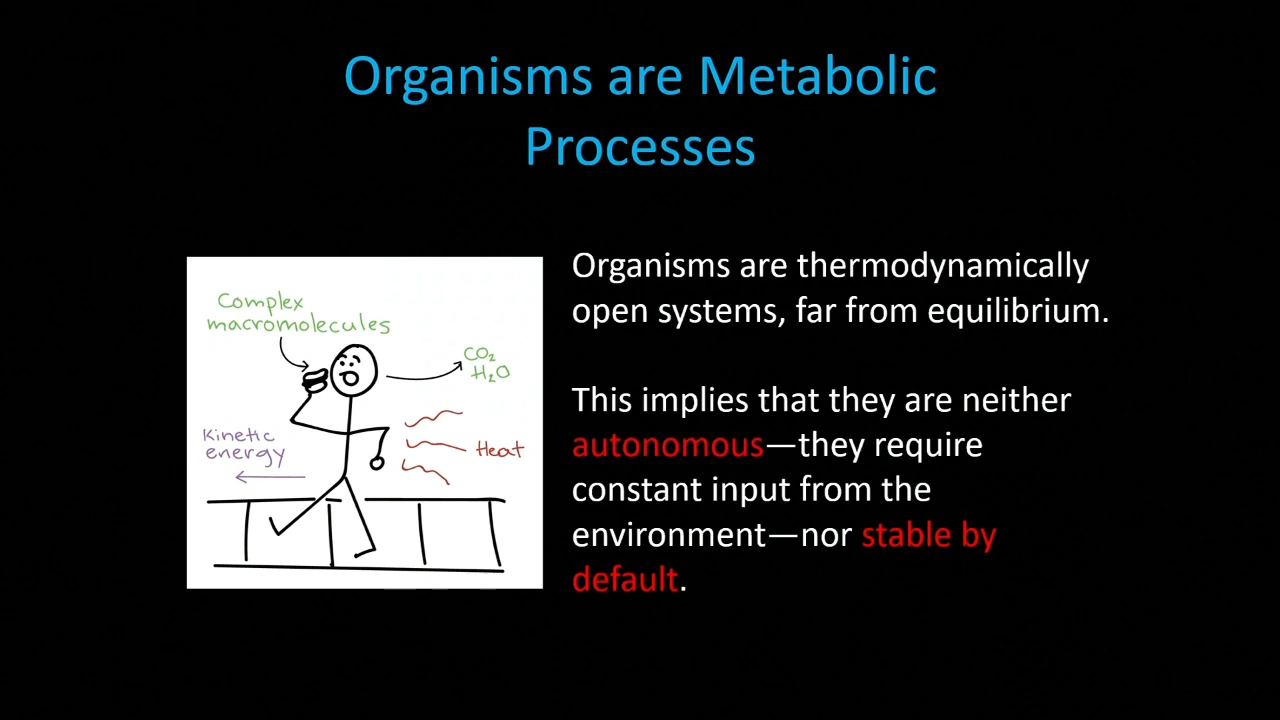 Organisms are Metabolic
Processes
Complex
macromolecules
CO₂
H₂O
Kinetic
energy
Heat
Organisms are thermodynamically
open systems, far from equilibrium.
This implies that they are neither
autonomous—they require
constant input from the
environment—nor stable by
default.